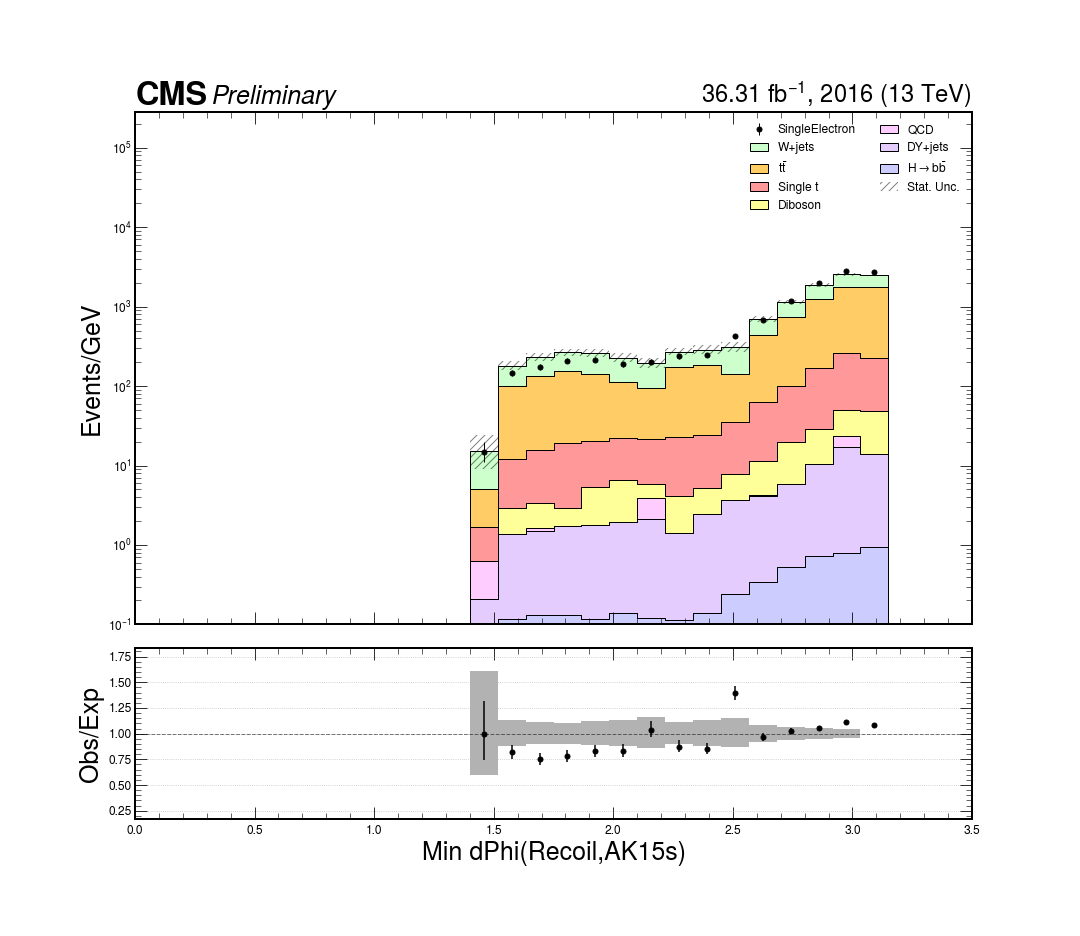 CMS Preliminary
36.31 fb⁻¹, 2016 (13 TeV)
SingleElectron
W+jets
tt̄
Single t
Diboson
QCD
DY+jets
H→bb̄
Stat. Unc.
Events/GeV
10⁵
10⁴
10³
10²
10¹
10⁰
10⁻¹
Obs/Exp
1.75
1.50
1.25
1.00
0.75
0.50
0.25
0.0 0.5 1.0 1.5 2.0 2.5 3.0 3.5
Min dPhi(Recoil,AK15s)